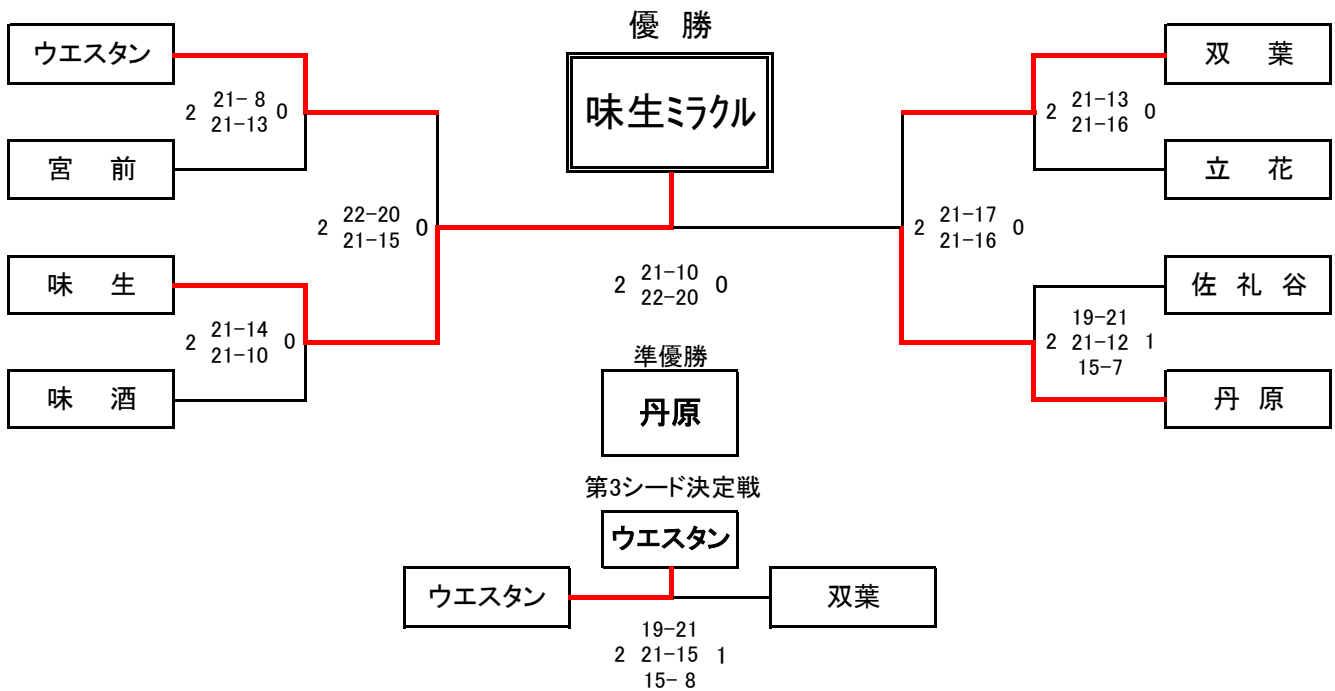 優 勝
味生ミラクル
ウエスタン
2 21- 8 0
21-13
宮 前
2 22-20 0
21-15
味 生
2 21-14 0
21-10
味 酒
双 葉
2 21-13 0
21-16
立 花
2 21-17 0
21-16
佐 礼 谷
19-21
2 21-12 1
15-7
丹 原
2 21-10 0
22-20
準優勝
丹原
第3シード決定戦
ウエスタン
ウエスタン
双葉
19-21
2 21-15 1
15- 8